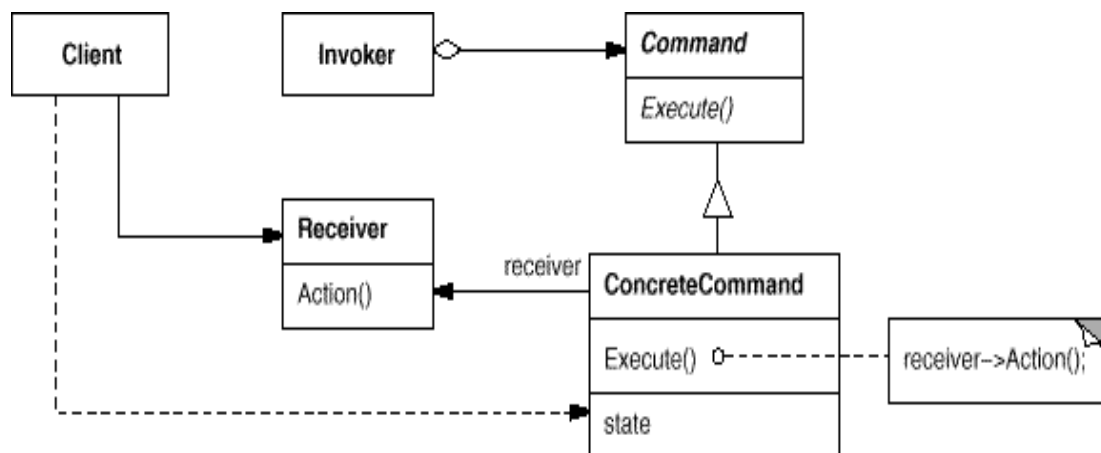 Client
Invoker
Command
Execute()
Receiver
Action()
receiver
ConcreteCommand
Execute()
state
receiver–>Action();